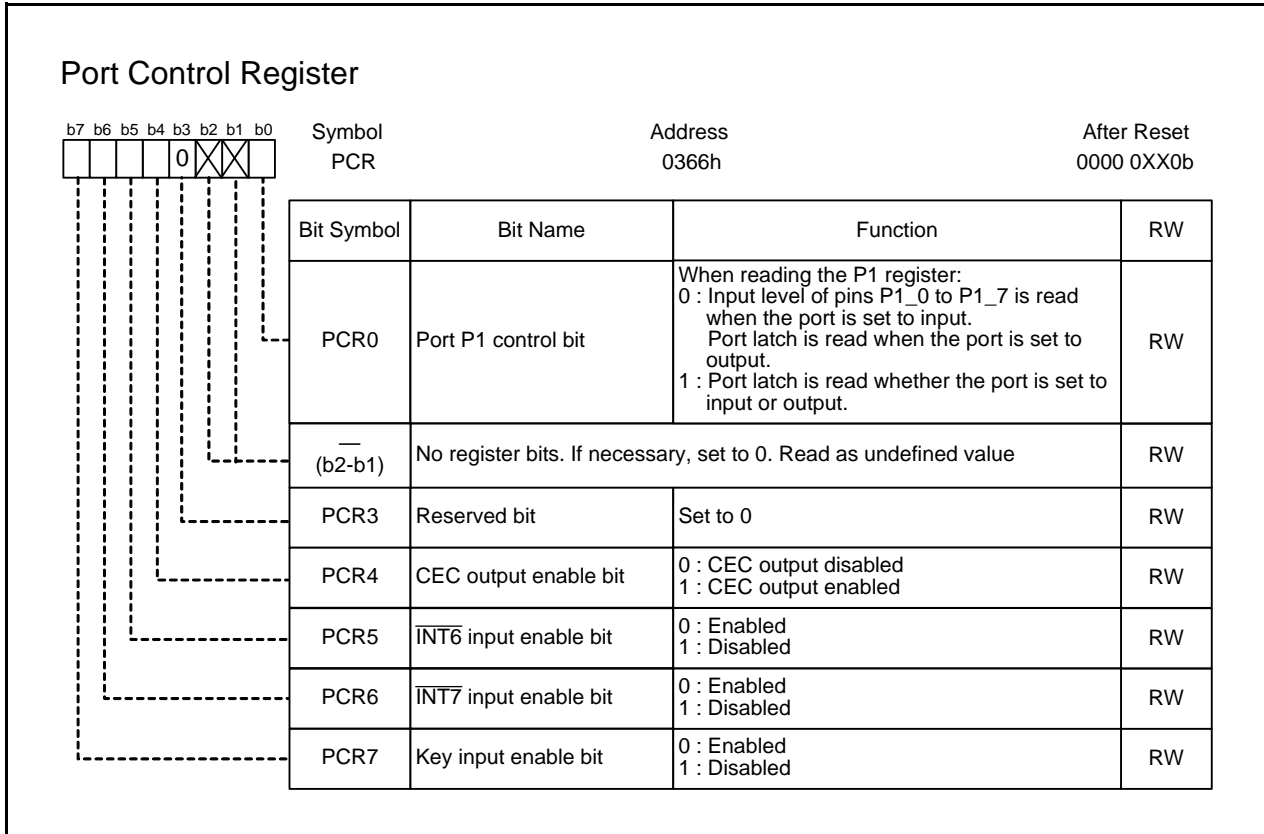 Port Control Register
b7 b6 b5 b4 b3 b2 b1 b0 Symbol Address After Reset
0 PCR 0366h 0000 0XX0b
Bit Symbol Bit Name Function RW
PCR0 Port P1 control bit When reading the P1 register:
0 : Input level of pins P1_0 to P1_7 is read
when the port is set to input.
Port latch is read when the port is set to
output.
1 : Port latch is read whether the port is set to
input or output.
RW
—
(b2-b1) No register bits. If necessary, set to 0. Read as undefined value RW
PCR3 Reserved bit Set to 0 RW
PCR4 CEC output enable bit 0 : CEC output disabled
1 : CEC output enabled
RW
PCR5 I̅N̅T̅6̅ input enable bit 0 : Enabled
1 : Disabled
RW
PCR6 I̅N̅T̅7̅ input enable bit 0 : Enabled
1 : Disabled
RW
PCR7 Key input enable bit 0 : Enabled
1 : Disabled
RW